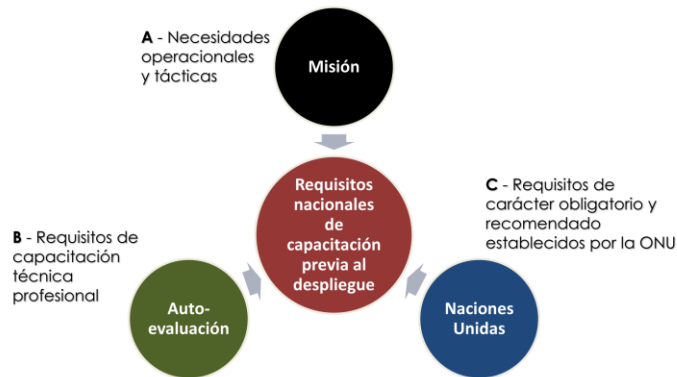 A - Necesidades
operacionales
y tácticas
Misión
Requisitos
nacionales
de
capacitación
previa al
despliegue
C - Requisitos de
carácter obligatorio y
recomendado
establecidos por la ONU
B - Requisitos de
capacitación
técnica
profesional
Auto-
evaluación
Naciones
Unidas